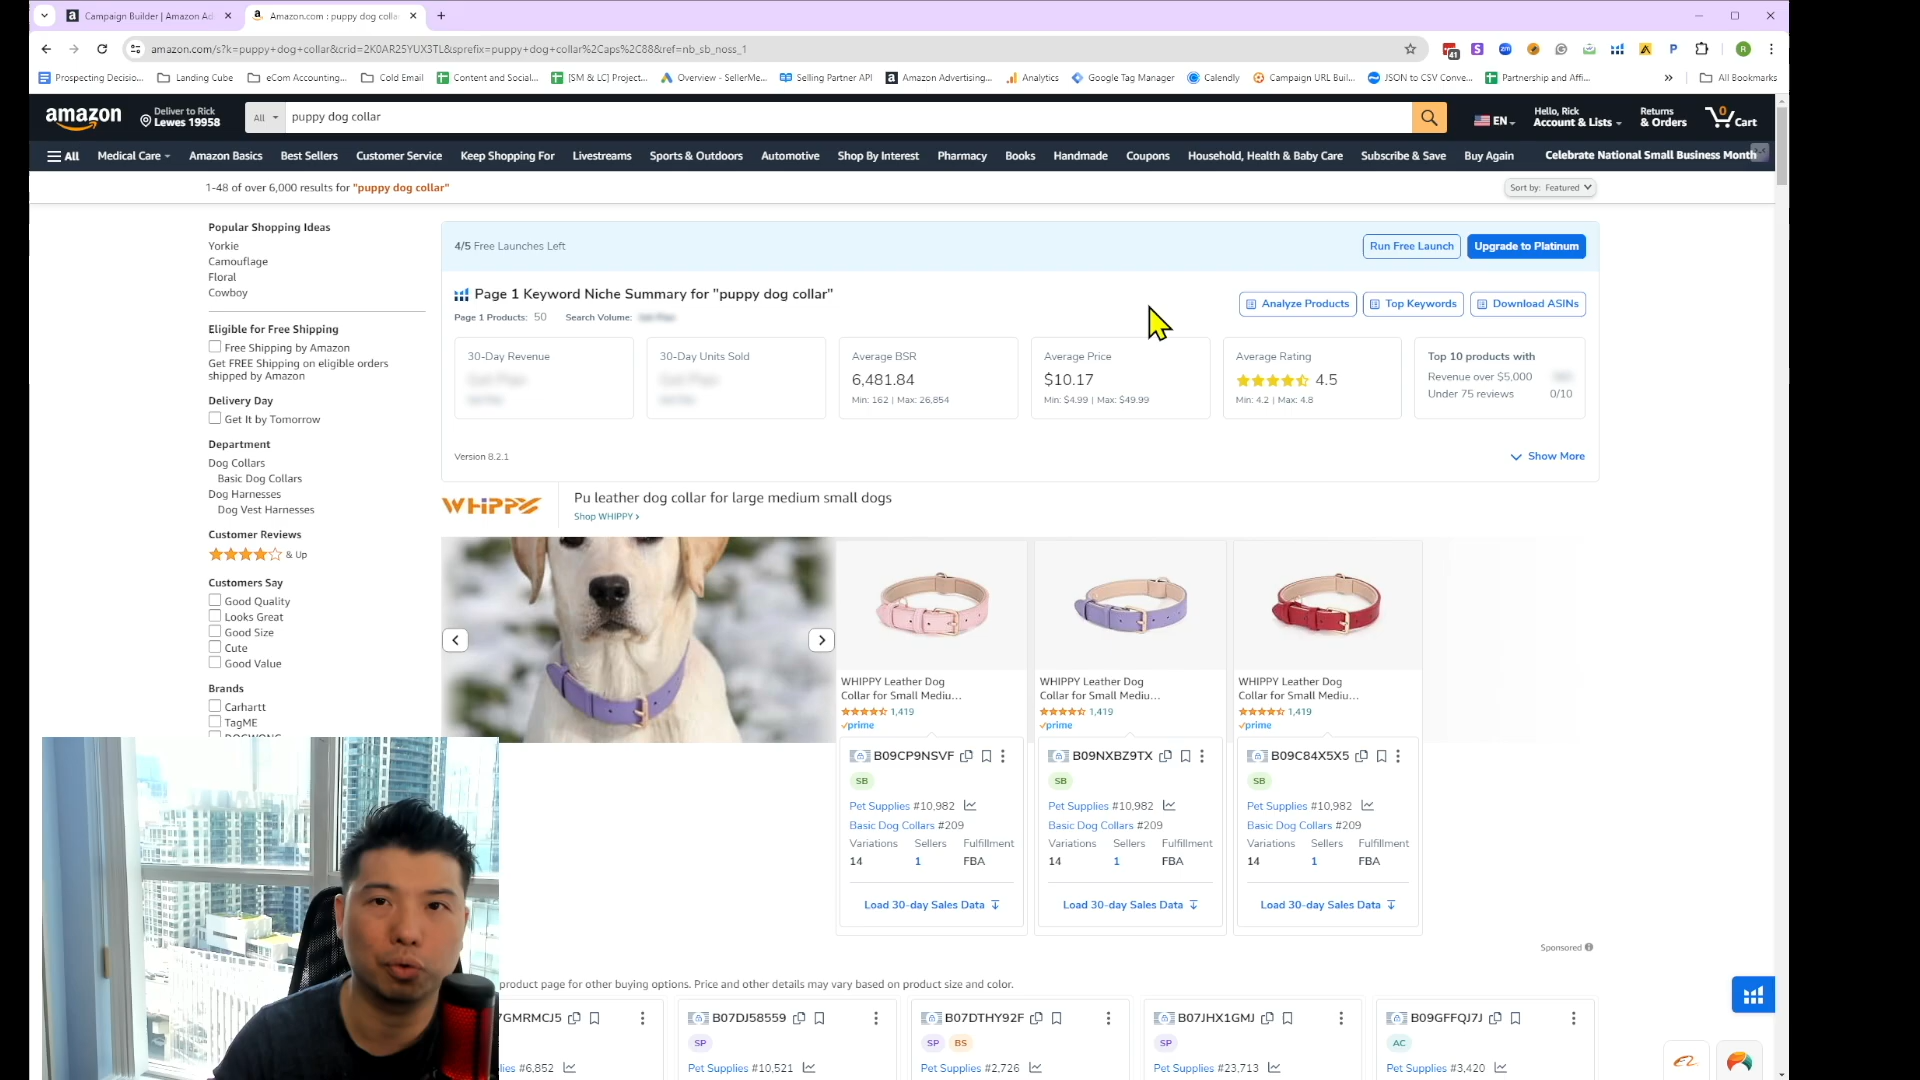 Campaign Builder | Amazon Ad
Amazon.com : puppy dog colla
amazon.com/s?k=puppy+dog+collar&crid=2K0AR25YUX3TL&sprefix=puppy+dog+collar%2Caps%2C88&ref=nb_sb_noss_1
41
Prospecting Decisio...
Landing Cube
eCom Accounting...
Cold Email
Content and Social...
[SM & LC] Project...
Overview - SellerMe...
Selling Partner API
Amazon Advertising...
Analytics
Google Tag Manager
Calendly
Campaign URL Buil...
JSON to CSV Conve...
Partnership and Affi...
All Bookmarks
amazon
Deliver to Rick
Lewes 19958
All
puppy dog collar
EN
Hello, Rick
Account & Lists
Returns
& Orders
0
Cart
All
Medical Care
Amazon Basics
Best Sellers
Customer Service
Keep Shopping For
Livestreams
Sports & Outdoors
Automotive
Shop By Interest
Pharmacy
Books
Handmade
Coupons
Household, Health & Baby Care
Subscribe & Save
Buy Again
Celebrate National Small Business Month
1-48 of over 6,000 results for "puppy dog collar"
Sort by: Featured
Popular Shopping Ideas
Yorkie
Camouflage
Floral
Cowboy
Eligible for Free Shipping
Free Shipping by Amazon
Get FREE Shipping on eligible orders
shipped by Amazon
Delivery Day
Get It by Tomorrow
Department
Dog Collars
Basic Dog Collars
Dog Harnesses
Dog Vest Harnesses
Customer Reviews
& Up
Customers Say
Good Quality
Looks Great
Good Size
Cute
Good Value
Brands
Carhartt
TagME
4/5 Free Launches Left
Run Free Launch
Upgrade to Platinum
Page 1 Keyword Niche Summary for "puppy dog collar"
Page 1 Products: 50 Search Volume:
Analyze Products
Top Keywords
Download ASINs
30-Day Revenue
30-Day Units Sold
Average BSR
6,481.84
Min: 162 | Max: 26,854
Average Price
$10.17
Min: $4.99 | Max: $49.99
Average Rating
4.5
Min: 4.2 | Max: 4.8
Top 10 products with
Revenue over $5,000
Under 75 reviews 0/10
Version 8.2.1
Show More
WHIPPY
Pu leather dog collar for large medium small dogs
Shop WHIPPY ›
WHIPPY Leather Dog
Collar for Small Mediu...
1,419
prime
WHIPPY Leather Dog
Collar for Small Mediu...
1,419
prime
WHIPPY Leather Dog
Collar for Small Mediu...
1,419
prime
B09CP9NSVF
SB
Pet Supplies #10,982
Basic Dog Collars #209
Variations Sellers Fulfillment
14 1 FBA
Load 30-day Sales Data
B09NXBZ9TX
SB
Pet Supplies #10,982
Basic Dog Collars #209
Variations Sellers Fulfillment
14 1 FBA
Load 30-day Sales Data
B09C84X5X5
SB
Pet Supplies #10,982
Basic Dog Collars #209
Variations Sellers Fulfillment
14 1 FBA
Load 30-day Sales Data
Sponsored
product page for other buying options. Price and other details may vary based on product size and color.
7GMRMCJ5
#6,852
B07DJ58559
SP
Pet Supplies #10,521
B07DTHY92F
SP BS
Pet Supplies #2,726
B07JHX1GMJ
SP
Pet Supplies #23,713
B09GFFQJ7J
AC
Pet Supplies #3,420